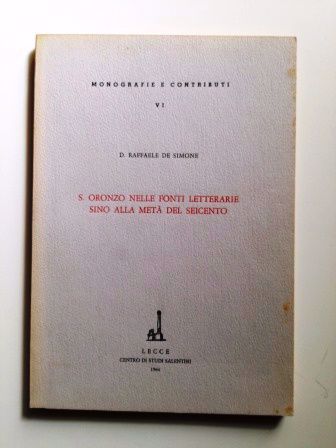 MONOGRAFIE E CONTRIBUTI
VI
D. RAFFAELE DE SIMONE
S. ORONZO NELLE FONTI LETTERARIE
SINO ALLA METÀ DEL SEICENTO
LECCE
CENTRO DI STUDI SALENTINI
1964